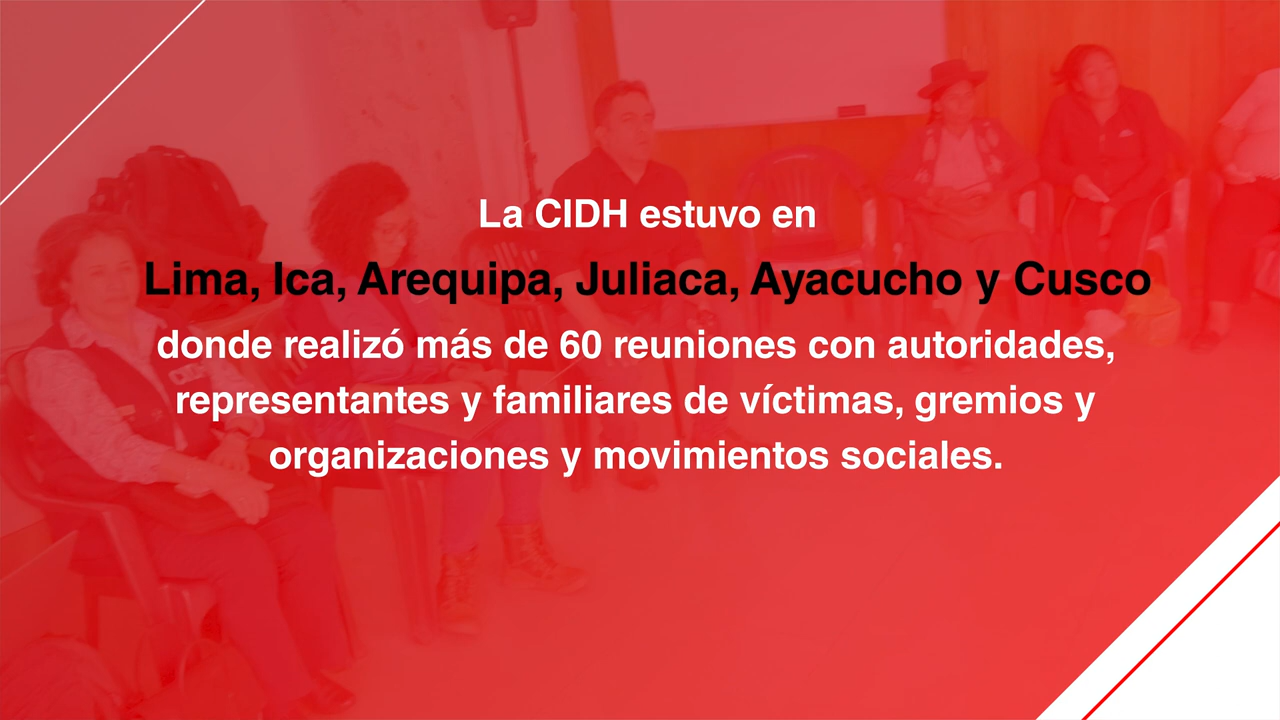 La CIDH estuvo en
Lima, Ica, Arequipa, Juliaca, Ayacucho y Cusco
donde realizó más de 60 reuniones con autoridades,
representantes y familiares de víctimas, gremios y
organizaciones y movimientos sociales.